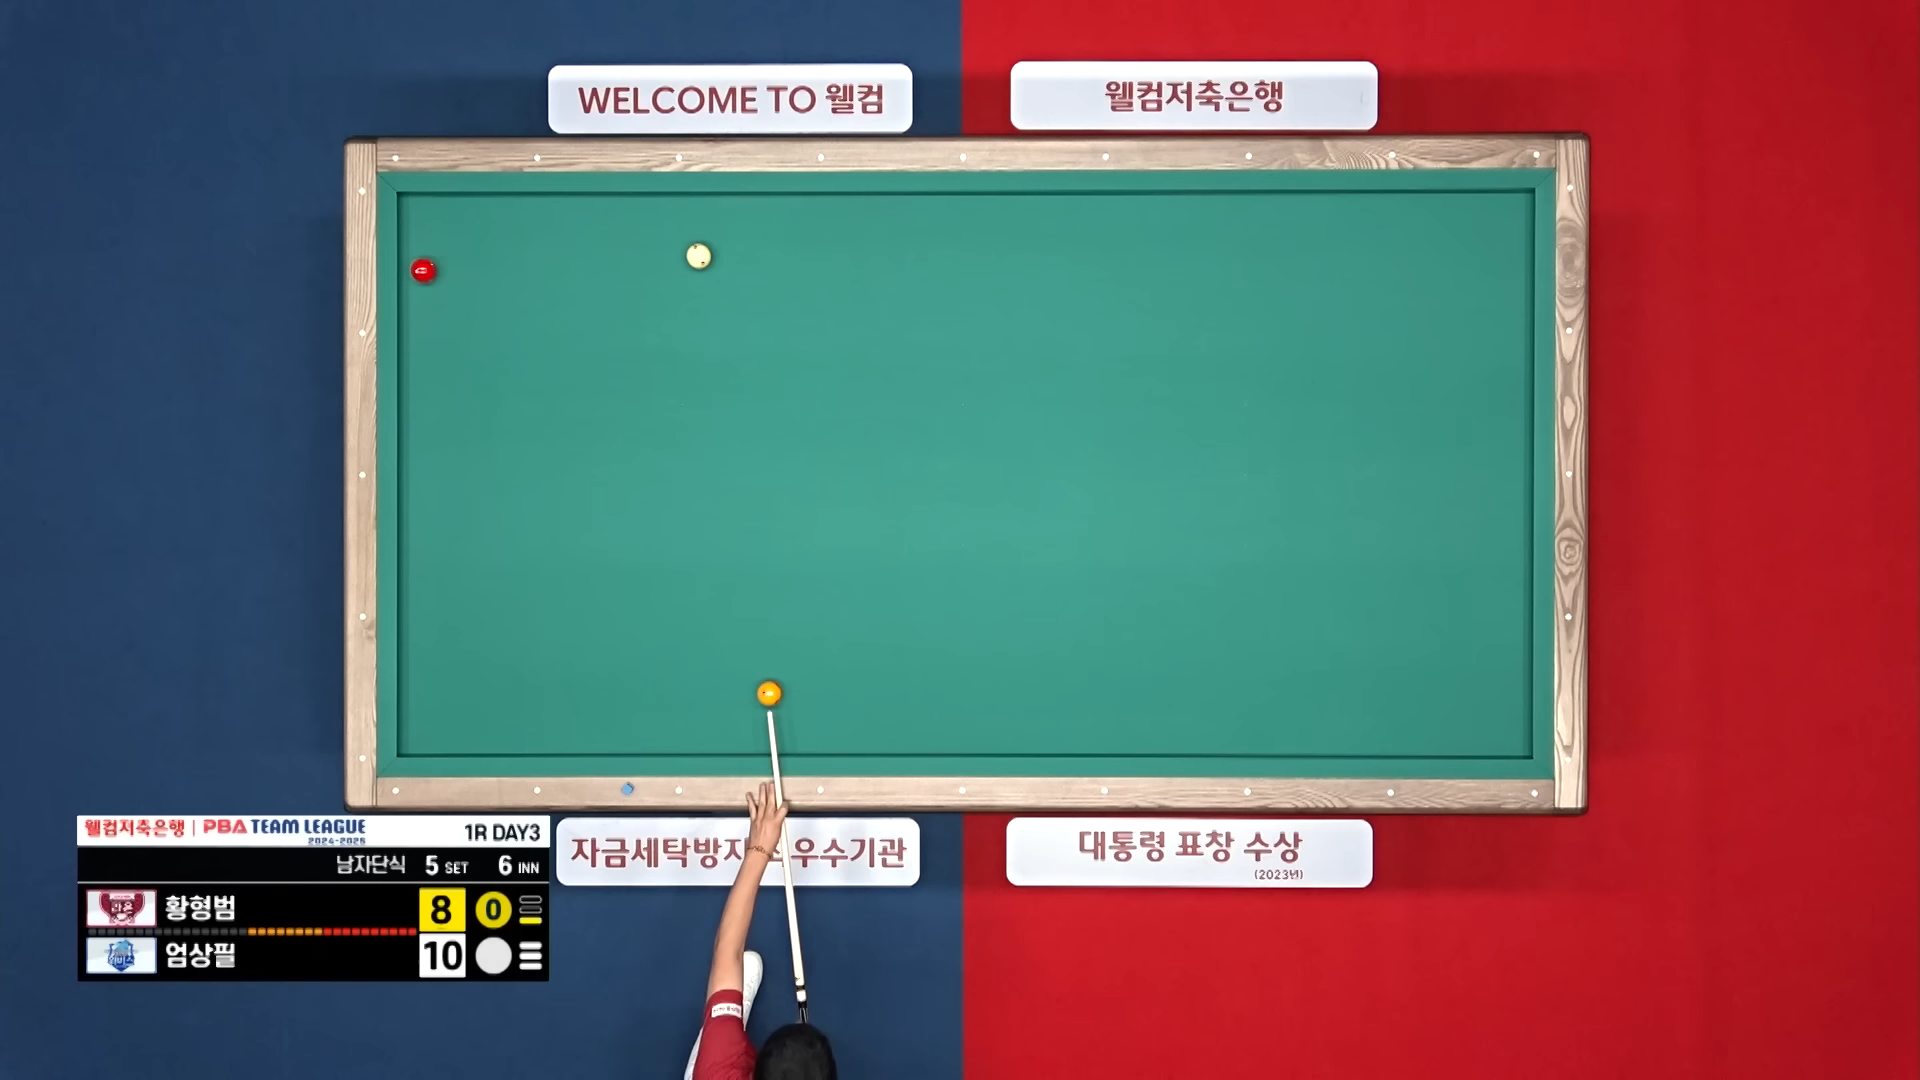 WELCOME TO 웰컴
웰컴저축은행
웰컴저축은행 | PBA TEAM LEAGUE
2024-2025
1R DAY3
남자단식 5 SET 6 INN
황형범 8 0
엄상필 10
자금세탁방지 우수기관
대통령 표창 수상
(2023년)